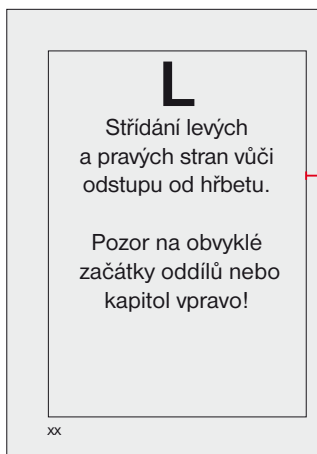 L
Střídání levých
a pravých stran vůči
odstupu od hřbetu.
Pozor na obvyklé
začátky oddílů nebo
kapitol vpravo!
xx